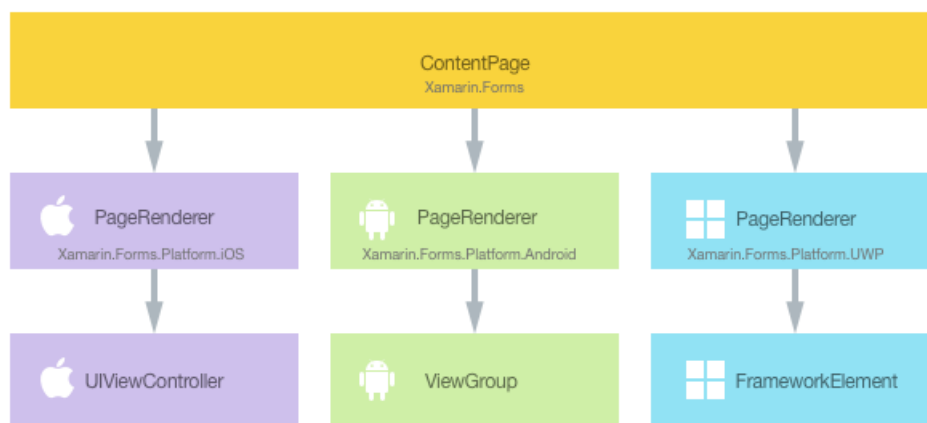 ContentPage
Xamarin.Forms
PageRenderer
Xamarin.Forms.Platform.iOS
PageRenderer
Xamarin.Forms.Platform.Android
PageRenderer
Xamarin.Forms.Platform.UWP
UIViewController
ViewGroup
FrameworkElement